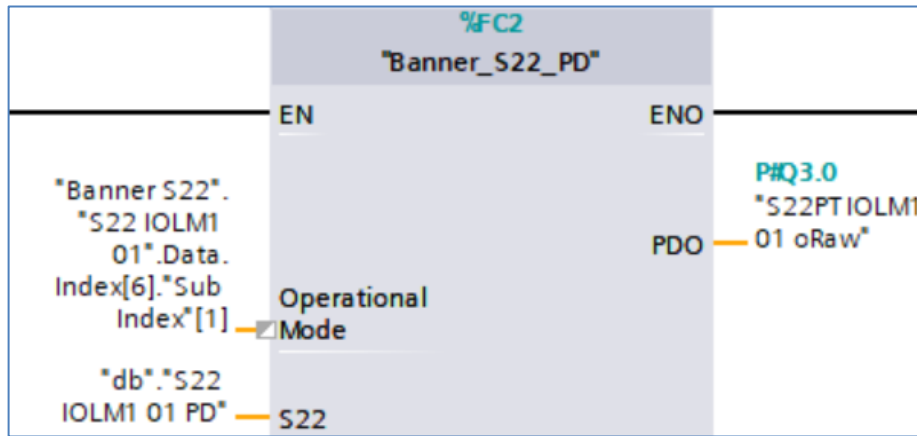 %FC2
"Banner_S22_PD"
EN
ENO
"Banner S22".
"S22 IOLM1
01".Data.
Index[6]."Sub
Index"[1]
Operational
Mode
P#Q3.0
"S22PT IOLM1
01 oRaw"
PDO
"db"."S22
IOLM1 01 PD"
S22